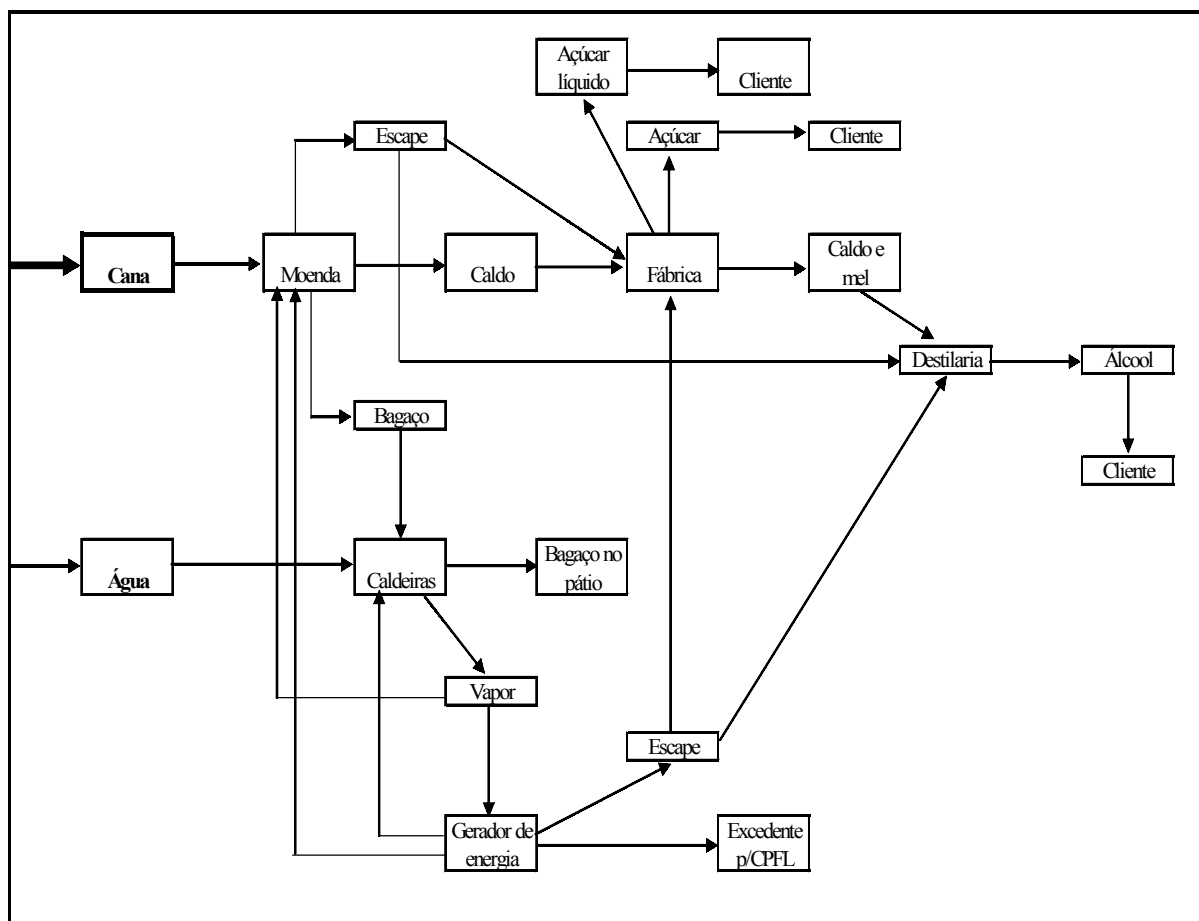 Açúcar
líquido
Cliente
Escape
Açúcar
Cliente
Cana
Moenda
Caldo
Fábrica
Caldo e
mel
Destilaria
Álcool
Bagaço
Cliente
Água
Caldeiras
Bagaço no
pátio
Vapor
Escape
Gerador de
energia
Excedente
p/CPFL